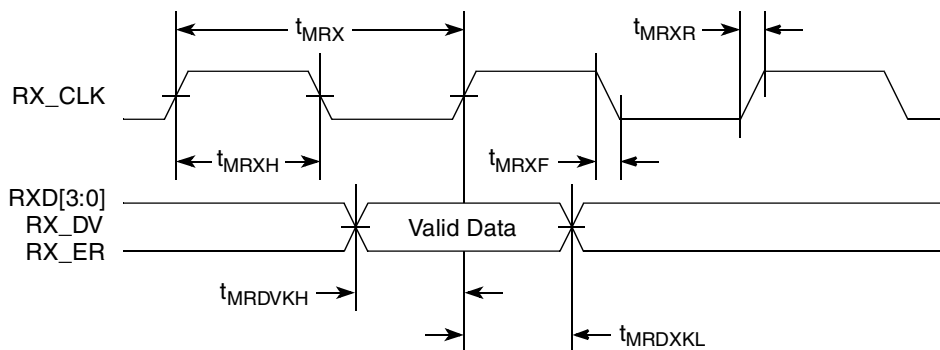 tMRX
tMRXR
RX_CLK
tMRXH
tMRXF
RXD[3:0]
RX_DV
RX_ER
Valid Data
tMRDVKH
tMRDXKL